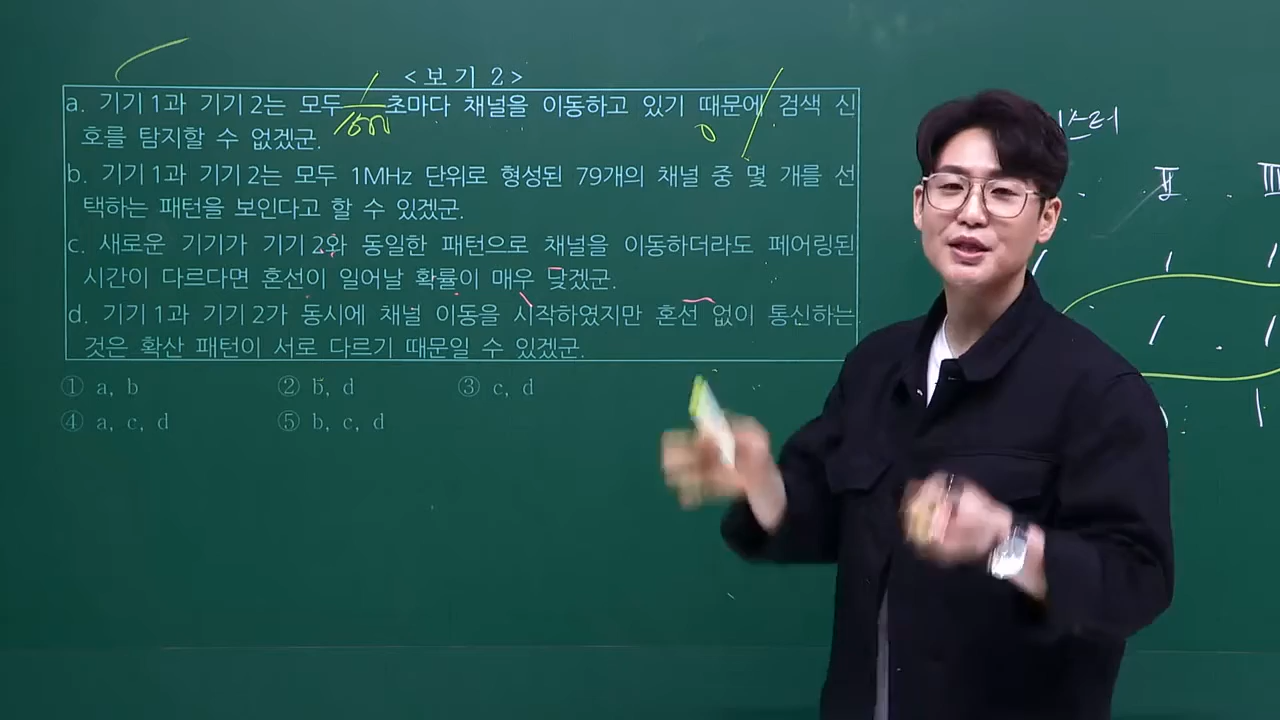 <보 기 2>
a. 기기 1과 기기 2는 모두 1/1600 초마다 채널을 이동하고 있기 때문에 검색 신
호를 탐지할 수 없겠군.
b. 기기 1과 기기 2는 모두 1MHz 단위로 형성된 79개의 채널 중 몇 개를 선
택하는 패턴을 보인다고 할 수 있겠군.
c. 새로운 기기가 기기 2와 동일한 패턴으로 채널을 이동하더라도 페어링된
시간이 다르다면 혼선이 일어날 확률이 매우 낮겠군.
d. 기기 1과 기기 2가 동시에 채널 이동을 시작하였지만 혼선 없이 통신하는
것은 확산 패턴이 서로 다르기 때문일 수 있겠군.
① a, b ② b, d ③ c, d
④ a, c, d ⑤ b, c, d
스터
Ⅱ Ⅲ